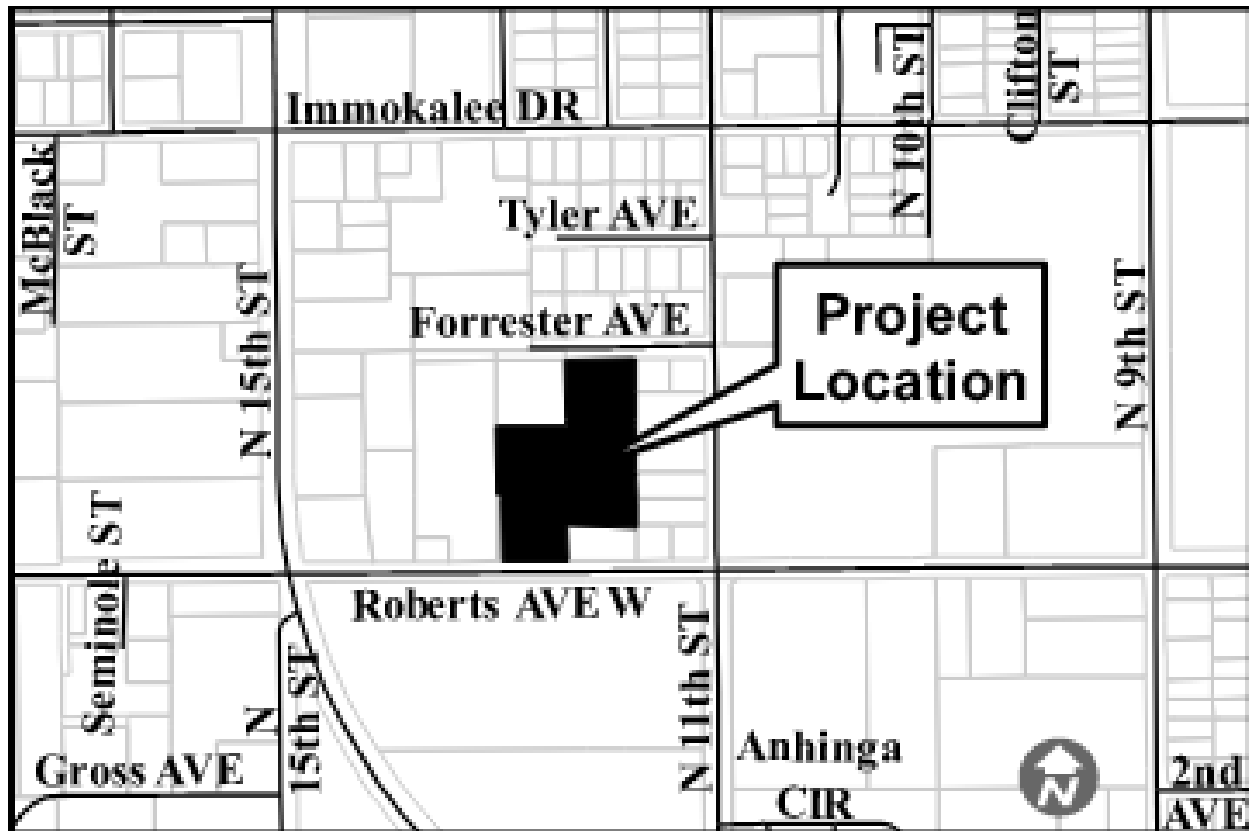 Immokalee DR
N 10th ST
Clifton
ST
McBlack
ST
Tyler AVE
N 15th ST
Forrester AVE
Project
Location
N 9th ST
Seminole ST
Roberts AVE W
N 11th ST
N
15th ST
Gross AVE
Anhinga
CIR
N
2nd
AVE